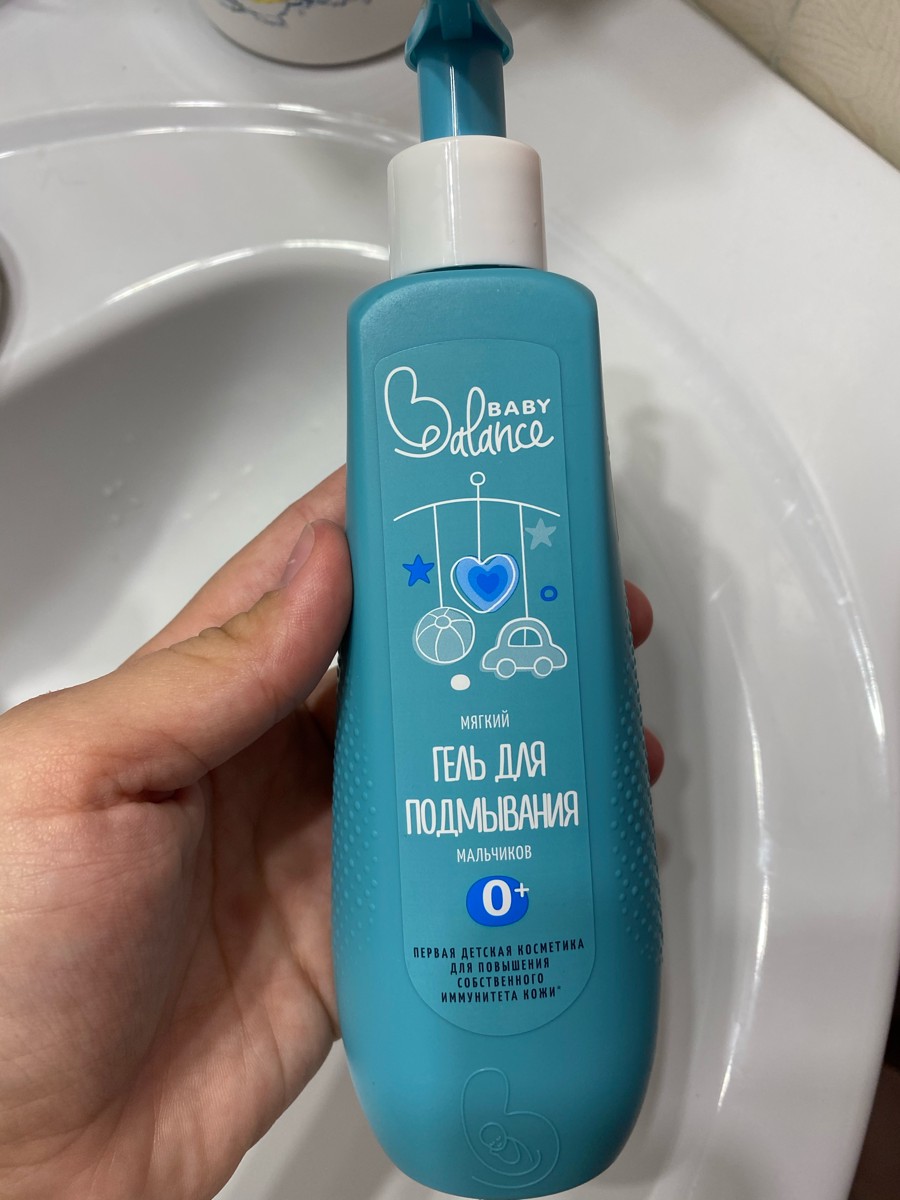 BABY
Balance
МЯГКИЙ
ГЕЛЬ ДЛЯ
ПОДМЫВАНИЯ
МАЛЬЧИКОВ
0+
ПЕРВАЯ ДЕТСКАЯ КОСМЕТИКА
ДЛЯ ПОВЫШЕНИЯ
СОБСТВЕННОГО
ИММУНИТЕТА КОЖИ*